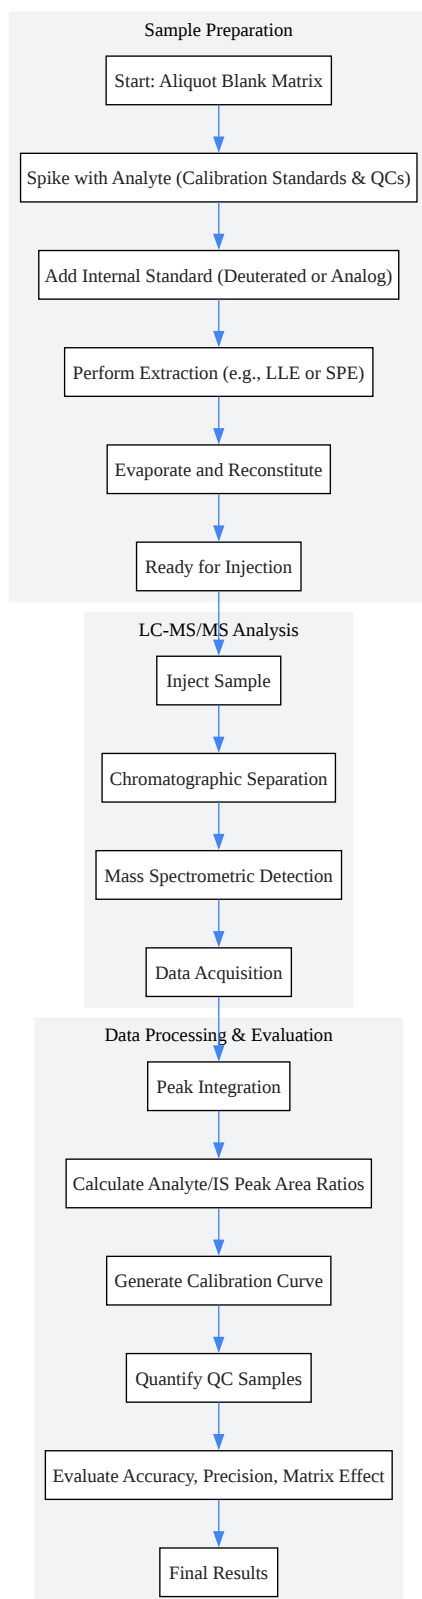 Sample Preparation
Start: Aliquot Blank Matrix
Spike with Analyte (Calibration Standards & QCs)
Add Internal Standard (Deuterated or Analog)
Perform Extraction (e.g., LLE or SPE)
Evaporate and Reconstitute
Ready for Injection
LC-MS/MS Analysis
Inject Sample
Chromatographic Separation
Mass Spectrometric Detection
Data Acquisition
Data Processing & Evaluation
Peak Integration
Calculate Analyte/IS Peak Area Ratios
Generate Calibration Curve
Quantify QC Samples
Evaluate Accuracy, Precision, Matrix Effect
Final Results